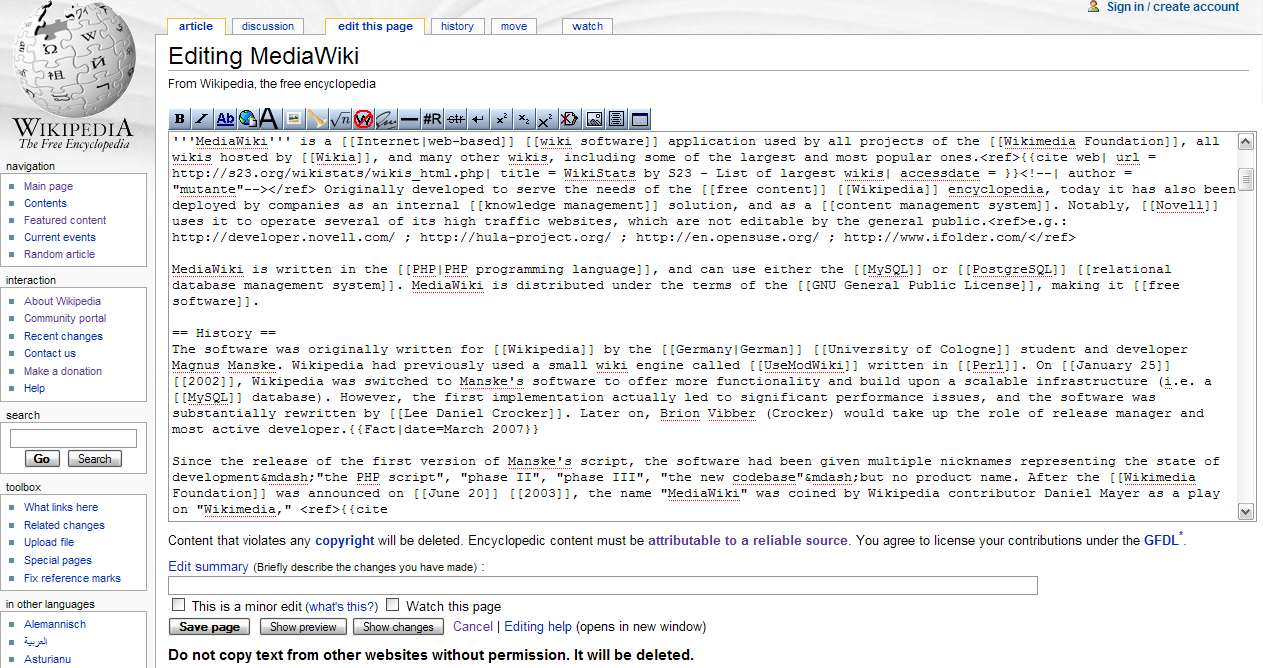 Sign in / create account
article
discussion
edit this page
history
move
watch
Editing MediaWiki
From Wikipedia, the free encyclopedia
WIKIPEDIA
The Free Encyclopedia
navigation
Main page
Contents
Featured content
Current events
Random article
interaction
About Wikipedia
Community portal
Recent changes
Contact us
Make a donation
Help
search
Go
Search
toolbox
What links here
Related changes
Upload file
Special pages
Fix reference marks
in other languages
Alemannisch
العربية
Asturianu
B I Ab A √n W — #R str ↵ x² x₂ x²
'''MediaWiki''' is a [[Internet|web-based]] [[wiki software]] application used by all projects of the [[Wikimedia Foundation]], all
wikis hosted by [[Wikia]], and many other wikis, including some of the largest and most popular ones.<ref>{{cite web| url =
http://s23.org/wikistats/wikis_html.php| title = WikiStats by S23 - List of largest wikis| accessdate = }}<!--| author =
"mutante"--></ref> Originally developed to serve the needs of the [[free content]] [[Wikipedia]] encyclopedia, today it has also been
deployed by companies as an internal [[knowledge management]] solution, and as a [[content management system]]. Notably, [[Novell]]
uses it to operate several of its high traffic websites, which are not editable by the general public.<ref>e.g.:
http://developer.novell.com/ ; http://hula-project.org/ ; http://en.opensuse.org/ ; http://www.ifolder.com/</ref>
MediaWiki is written in the [[PHP|PHP programming language]], and can use either the [[MySQL]] or [[PostgreSQL]] [[relational
database management system]]. MediaWiki is distributed under the terms of the [[GNU General Public License]], making it [[free
software]].
== History ==
The software was originally written for [[Wikipedia]] by the [[Germany|German]] [[University of Cologne]] student and developer
Magnus Manske. Wikipedia had previously used a small wiki engine called [[UseModWiki]] written in [[Perl]]. On [[January 25]]
[[2002]], Wikipedia was switched to Manske's software to offer more functionality and build upon a scalable infrastructure (i.e. a
[[MySQL]] database). However, the first implementation actually led to significant performance issues, and the software was
substantially rewritten by [[Lee Daniel Crocker]]. Later on, Brion Vibber (Crocker) would take up the role of release manager and
most active developer.{{Fact|date=March 2007}}
Since the release of the first version of Manske's script, the software had been given multiple nicknames representing the state of
development&mdash;"the PHP script", "phase II", "phase III", "the new codebase"&mdash;but no product name. After the [[Wikimedia
Foundation]] was announced on [[June 20]] [[2003]], the name "MediaWiki" was coined by Wikipedia contributor Daniel Mayer as a play
on "Wikimedia," <ref>{{cite
Content that violates any copyright will be deleted. Encyclopedic content must be attributable to a reliable source. You agree to license your contributions under the GFDL*.
Edit summary (Briefly describe the changes you have made) :
This is a minor edit (what's this?) Watch this page
Save page Show preview Show changes Cancel | Editing help (opens in new window)
Do not copy text from other websites without permission. It will be deleted.